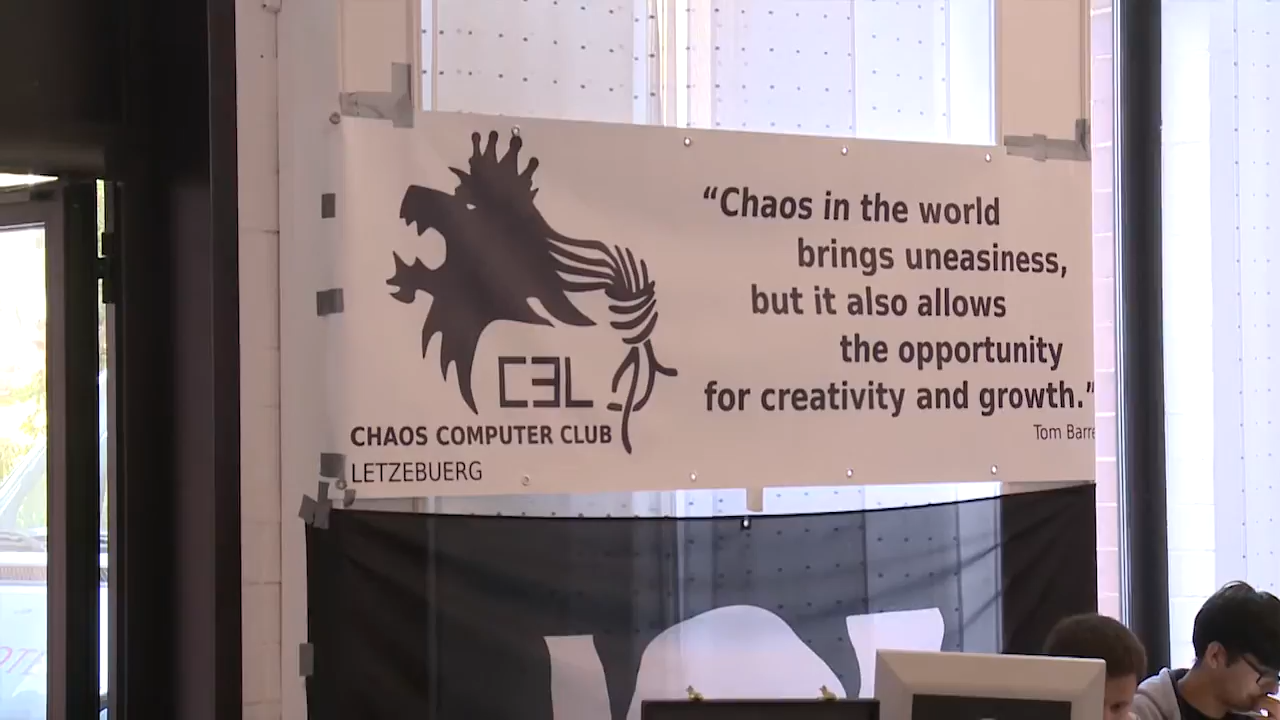 “Chaos in the world
brings uneasiness,
but it also allows
the opportunity
for creativity and growth.”
Tom
C3L
CHAOS COMPUTER CLUB
LETZEBUERG